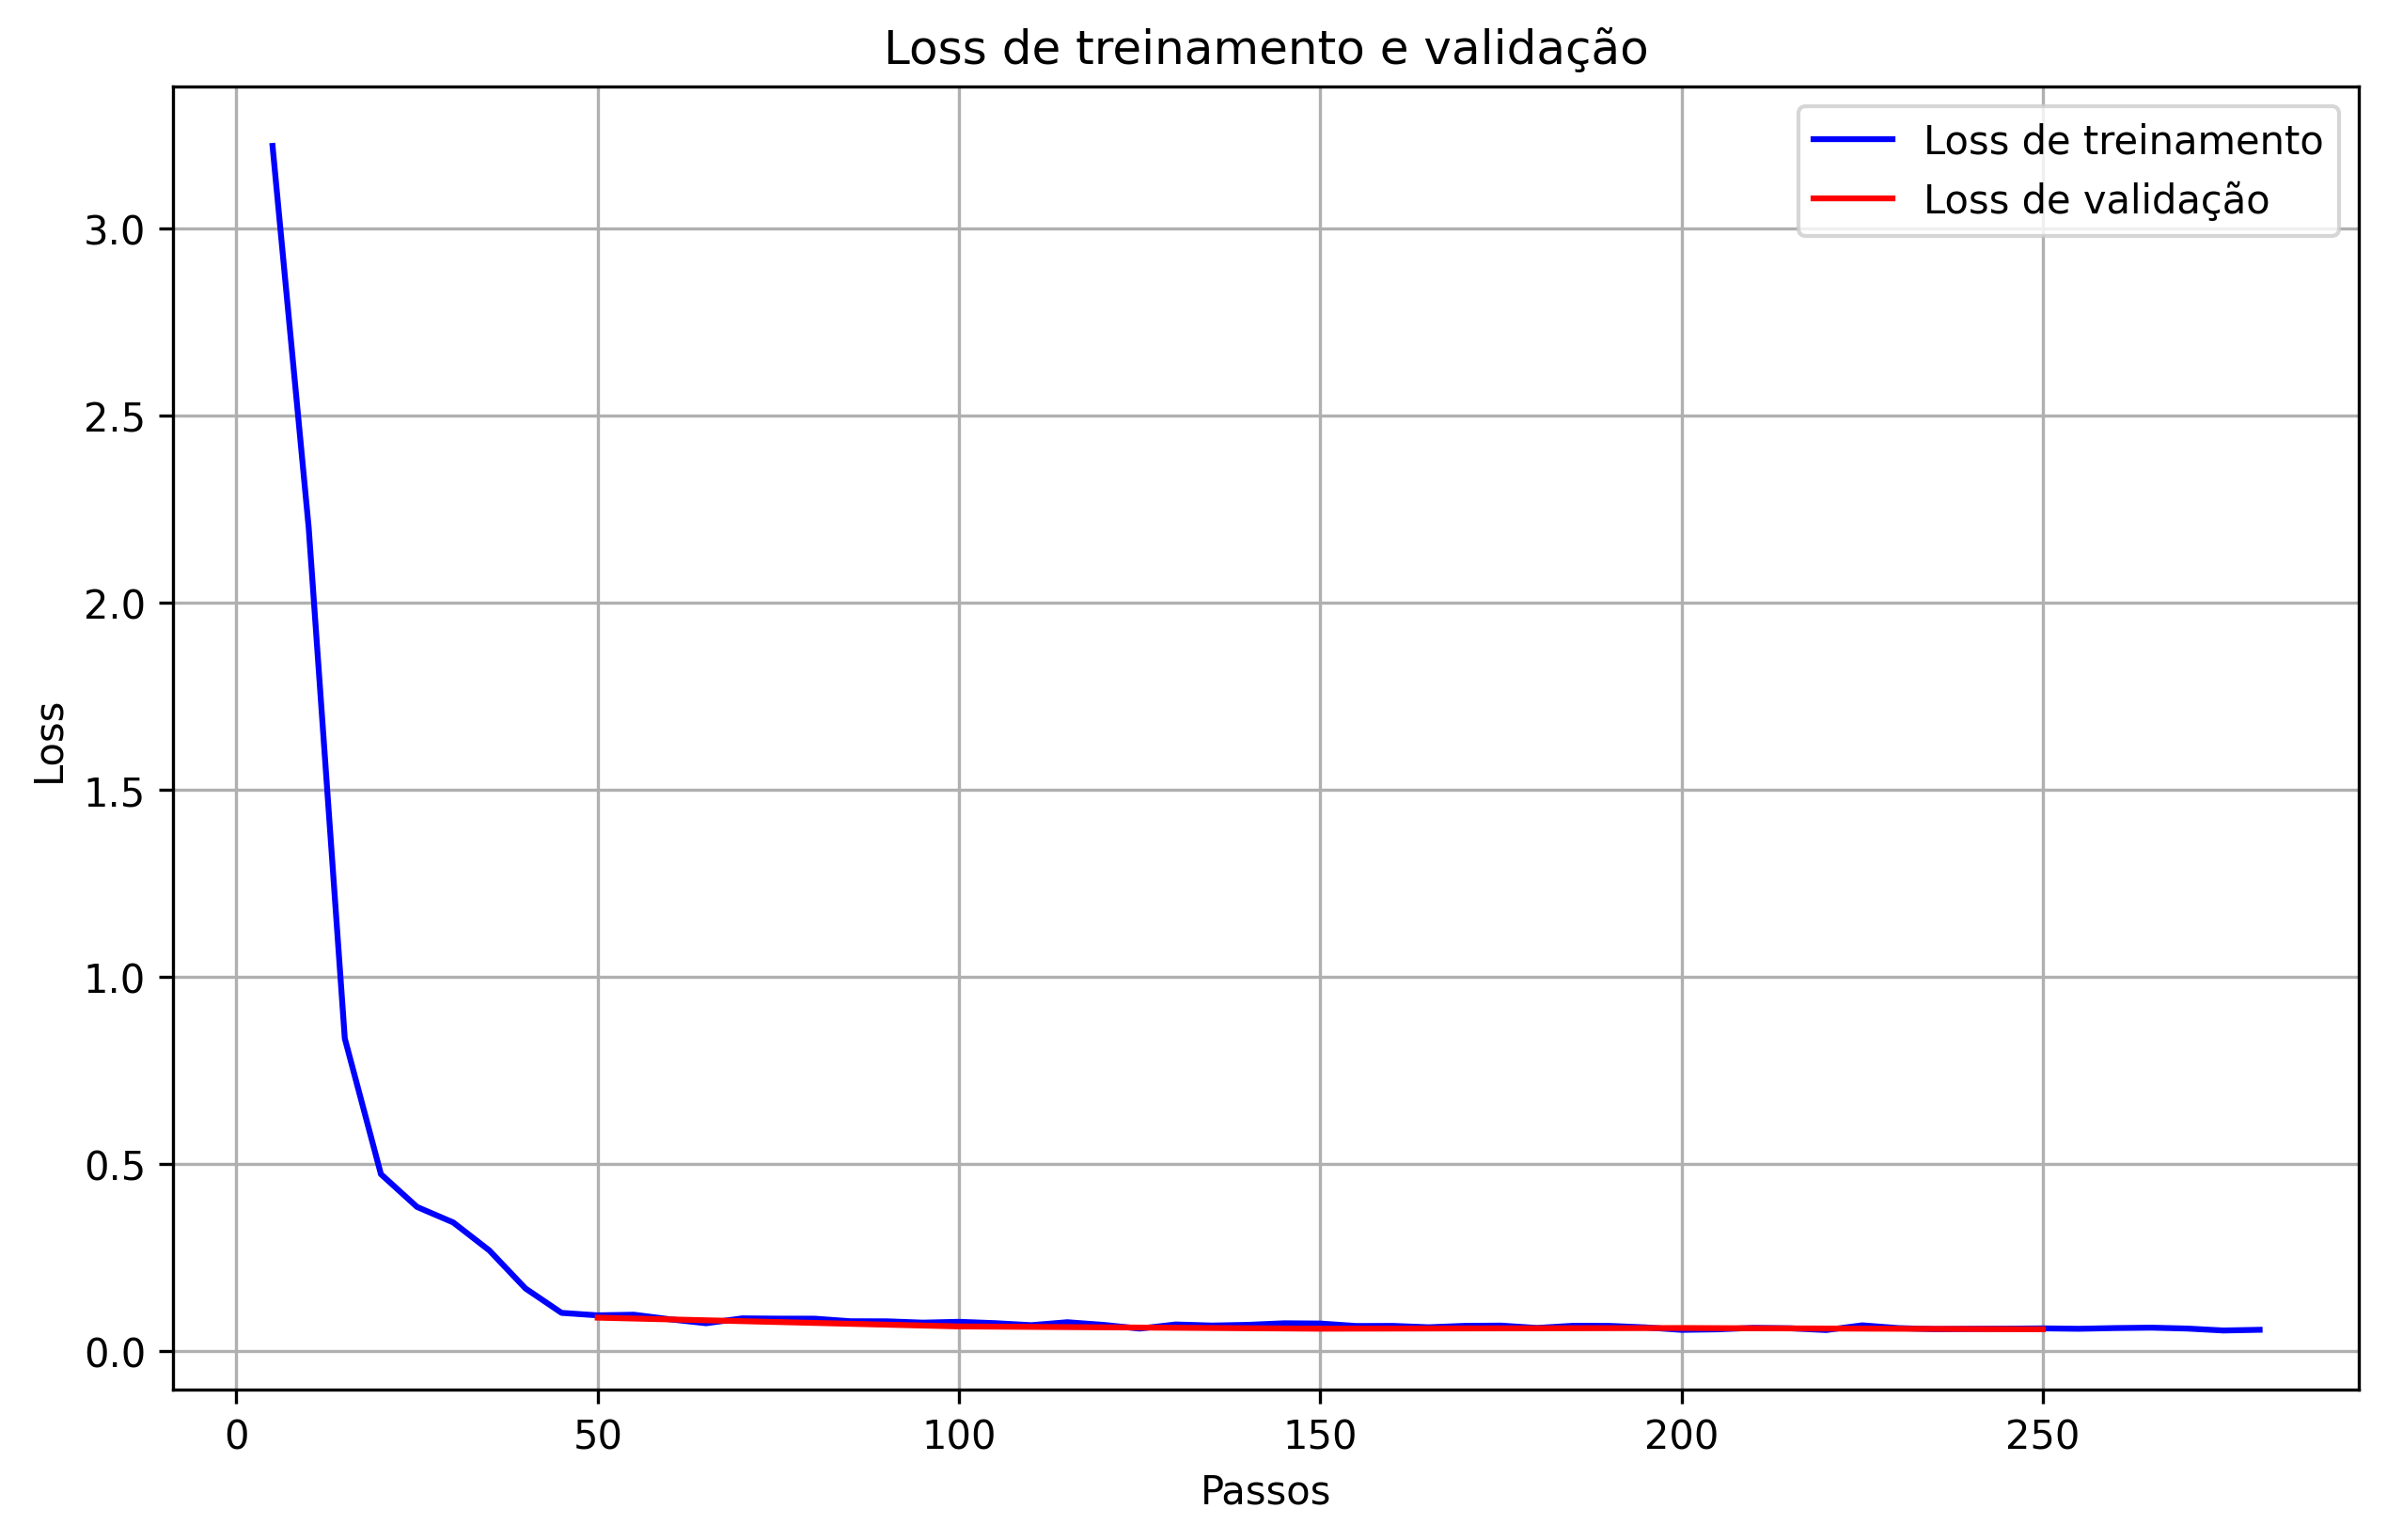 Loss de treinamento e validação
Loss de treinamento
Loss de validação
Loss
3.0
2.5
2.0
1.5
1.0
0.5
0.0
0 50 100 150 200 250
Passos